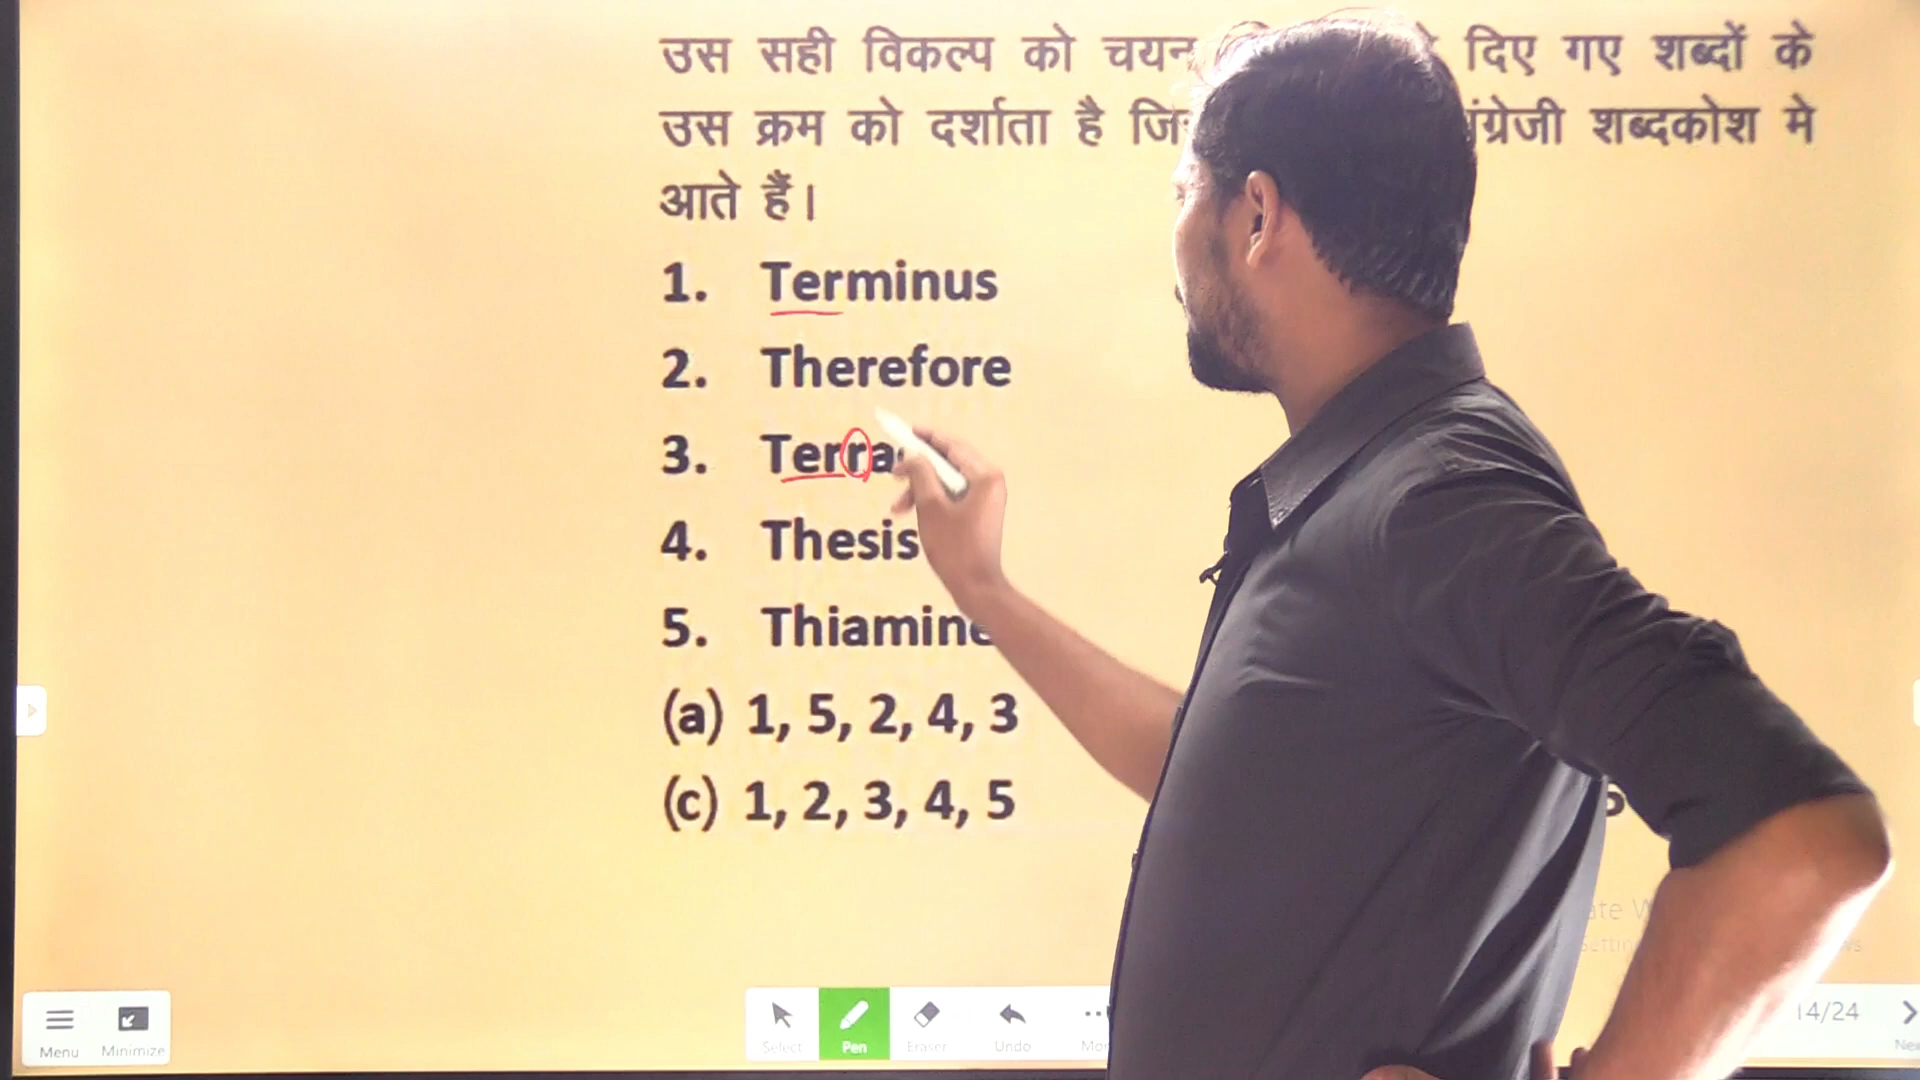 उस सही विकल्प को चयन दिए गए शब्दों के
उस क्रम को दर्शाता है शब्दकोश मे
आते हैं।
1. Terminus
2. Therefore
3.
4. Thesis
5. Thiamine
(a) 1, 5, 2, 4, 3
(c) 1, 2, 3, 4, 5
Menu Minimize Select Pen Eraser Undo 14/24